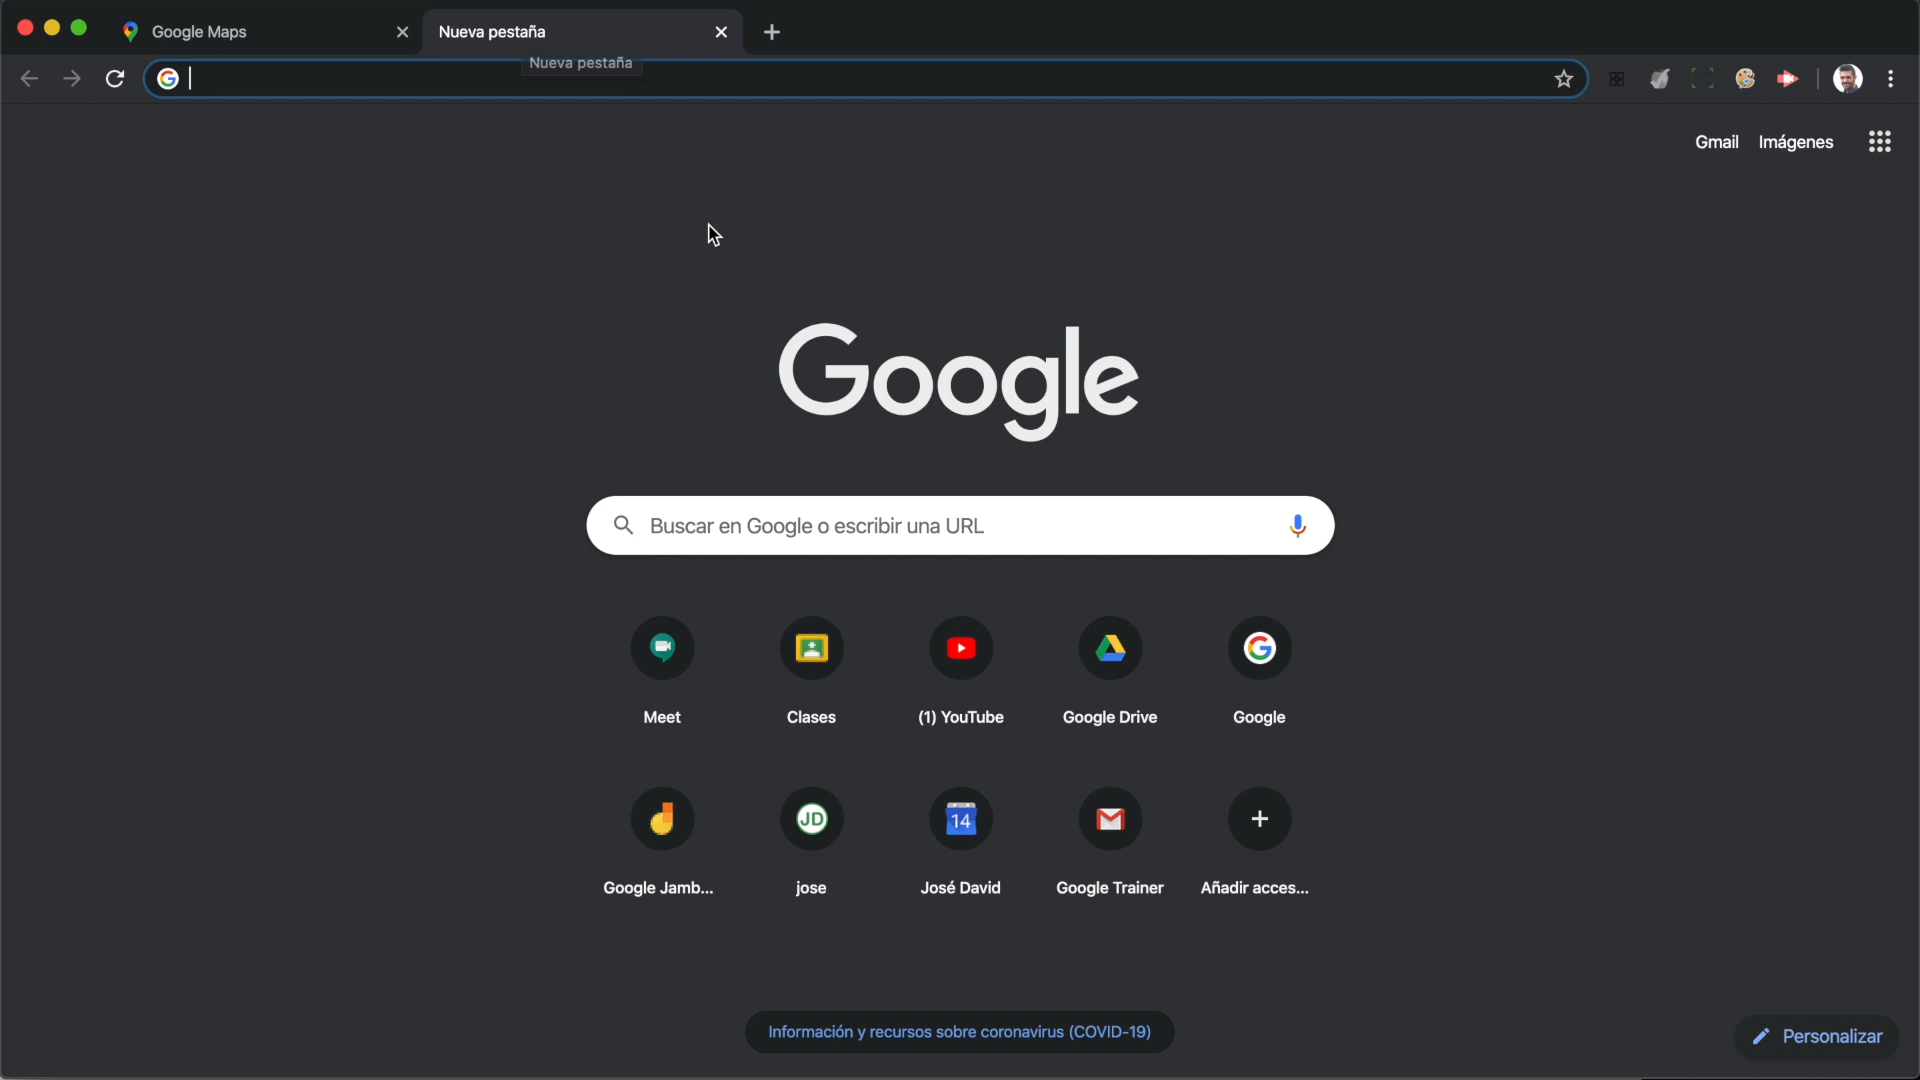 Google Maps
Nueva pestaña
Nueva pestaña
Gmail Imágenes
Google
Buscar en Google o escribir una URL
Meet
Clases
(1) YouTube
Google Drive
Google
JD
14
Google Jamb...
jose
José David
Google Trainer
Añadir acces...
Información y recursos sobre coronavirus (COVID-19)
Personalizar